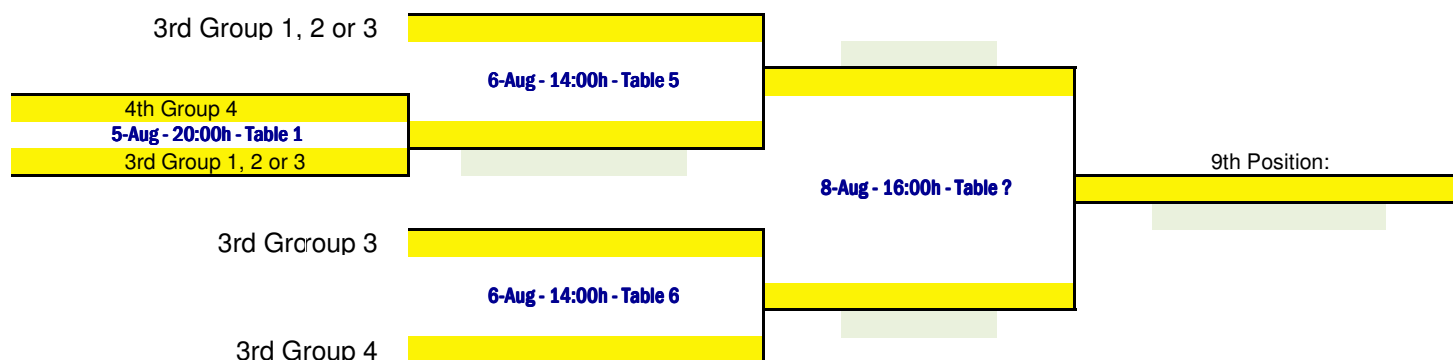 3rd Group 1, 2 or 3
6-Aug - 14:00h - Table 5
4th Group 4
5-Aug - 20:00h - Table 1
3rd Group 1, 2 or 3
9th Position:
8-Aug - 16:00h - Table ?
3rd Grcroup 3
6-Aug - 14:00h - Table 6
3rd Group 4